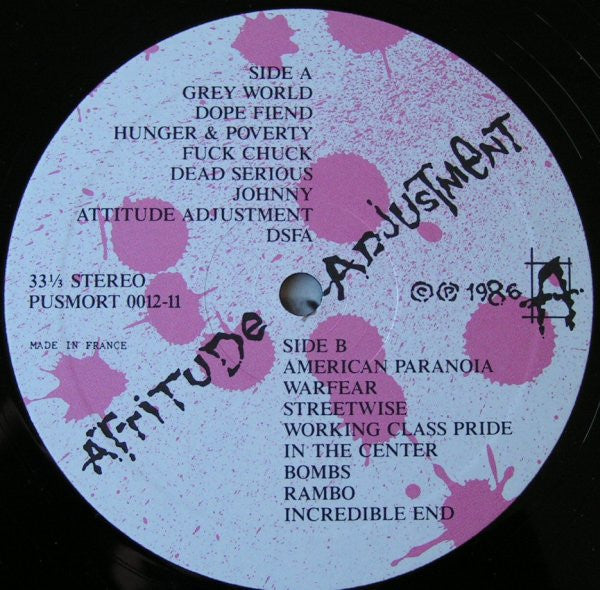 SIDE A
GREY WORLD
DOPE FIEND
HUNGER & POVERTY
FUCK CHUCK
DEAD SERIOUS
JOHNNY
ATTITUDE ADJUSTMENT
DSFA
33⅓ STEREO
PUSMORT 0012-11
MADE IN FRANCE
ATTITUDE ADJUSTMENT
© ℗ 1986
SIDE B
AMERICAN PARANOIA
WARFEAR
STREETWISE
WORKING CLASS PRIDE
IN THE CENTER
BOMBS
RAMBO
INCREDIBLE END